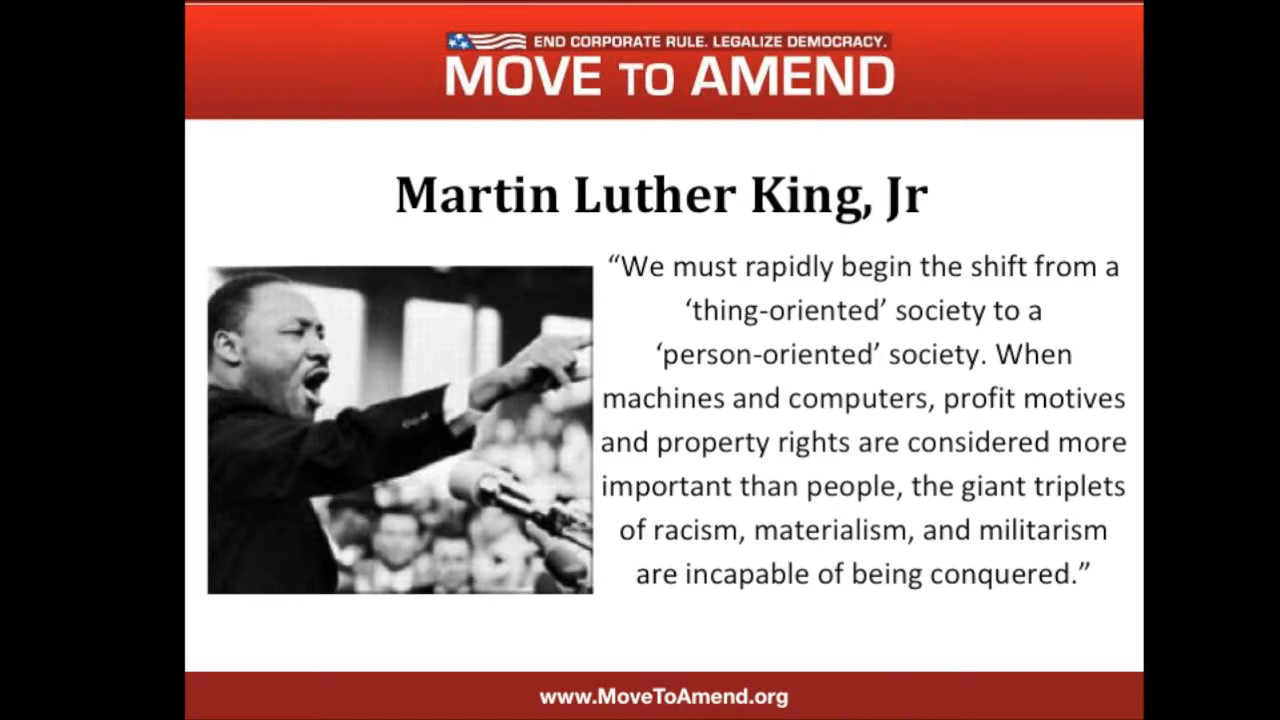 END CORPORATE RULE. LEGALIZE DEMOCRACY.
MOVE TO AMEND
Martin Luther King, Jr
“We must rapidly begin the shift from a
‘thing-oriented’ society to a
‘person-oriented’ society. When
machines and computers, profit motives
and property rights are considered more
important than people, the giant triplets
of racism, materialism, and militarism
are incapable of being conquered.”
www.MoveToAmend.org